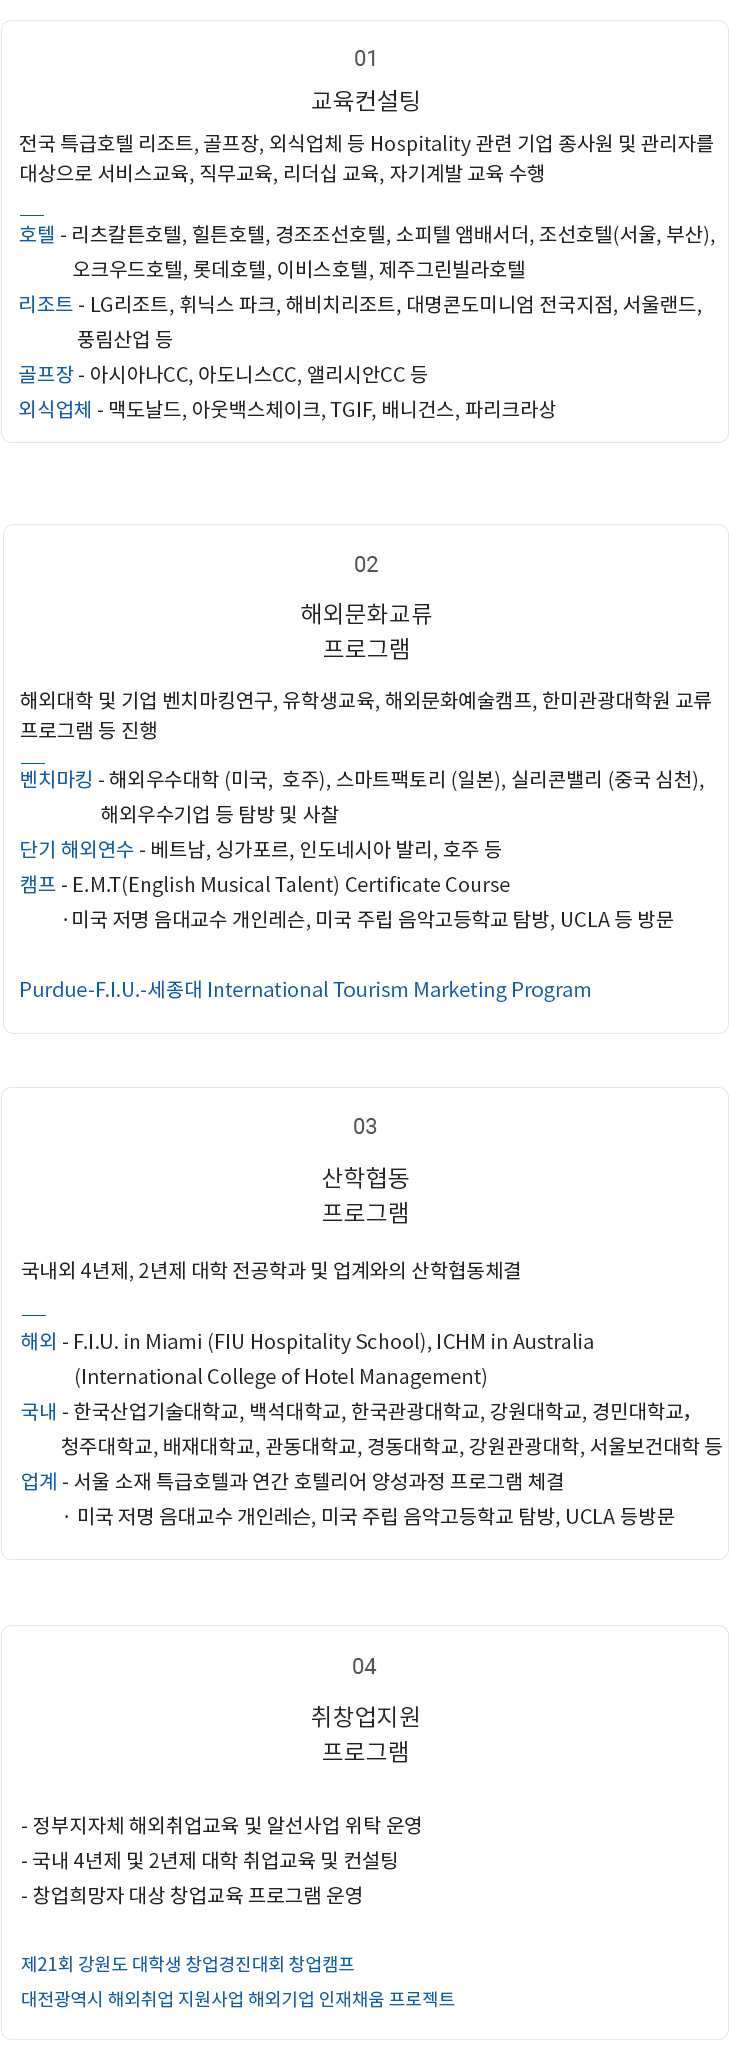 01
교육컨설팅
전국 특급호텔 리조트, 골프장, 외식업체 등 Hospitality 관련 기업 종사원 및 관리자를
대상으로 서비스교육, 직무교육, 리더십 교육, 자기계발 교육 수행
호텔 - 리츠칼튼호텔, 힐튼호텔, 경조조선호텔, 소피텔 앰배서더, 조선호텔(서울, 부산),
오크우드호텔, 롯데호텔, 이비스호텔, 제주그린빌라호텔
리조트 - LG리조트, 휘닉스 파크, 해비치리조트, 대명콘도미니엄 전국지점, 서울랜드,
풍림산업 등
골프장 - 아시아나CC, 아도니스CC, 앨리시안CC 등
외식업체 - 맥도날드, 아웃백스체이크, TGIF, 배니건스, 파리크라상
02
해외문화교류
프로그램
해외대학 및 기업 벤치마킹연구, 유학생교육, 해외문화예술캠프, 한미관광대학원 교류
프로그램 등 진행
벤치마킹 - 해외우수대학 (미국,  호주), 스마트팩토리 (일본), 실리콘밸리 (중국 심천),
해외우수기업 등 탐방 및 사찰
단기 해외연수 - 베트남, 싱가포르, 인도네시아 발리, 호주 등
캠프 - E.M.T(English Musical Talent) Certificate Course
·미국 저명 음대교수 개인레슨, 미국 주립 음악고등학교 탐방, UCLA 등 방문
Purdue-F.I.U.-세종대 International Tourism Marketing Program
03
산학협동
프로그램
국내외 4년제, 2년제 대학 전공학과 및 업계와의 산학협동체결
해외 - F.I.U. in Miami (FIU Hospitality School), ICHM in Australia
(International College of Hotel Management)
국내 - 한국산업기술대학교, 백석대학교, 한국관광대학교, 강원대학교, 경민대학교,
청주대학교, 배재대학교, 관동대학교, 경동대학교, 강원관광대학, 서울보건대학 등
업계 - 서울 소재 특급호텔과 연간 호텔리어 양성과정 프로그램 체결
· 미국 저명 음대교수 개인레슨, 미국 주립 음악고등학교 탐방, UCLA 등방문
04
취창업지원
프로그램
- 정부지자체 해외취업교육 및 알선사업 위탁 운영
- 국내 4년제 및 2년제 대학 취업교육 및 컨설팅
- 창업희망자 대상 창업교육 프로그램 운영
제21회 강원도 대학생 창업경진대회 창업캠프
대전광역시 해외취업 지원사업 해외기업 인재채움 프로젝트